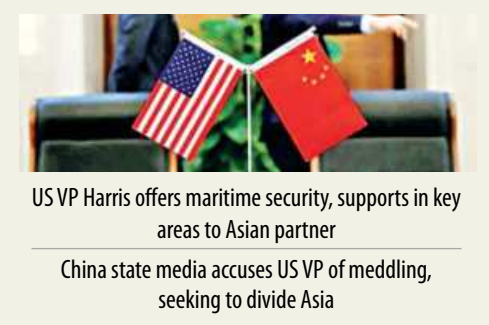 US VP Harris offers maritime security, supports in key
areas to Asian partner
China state media accuses US VP of meddling,
seeking to divide Asia